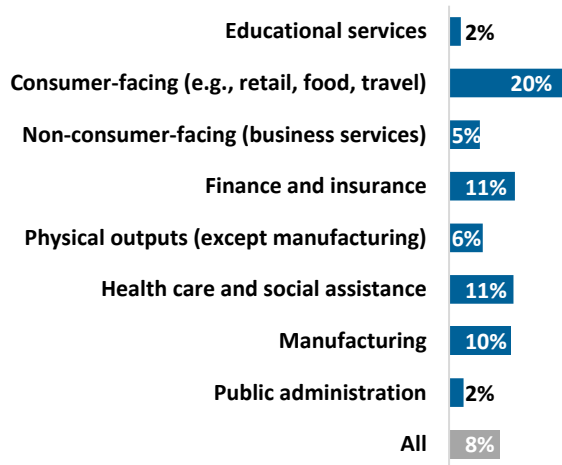 Educational services 2%
Consumer-facing (e.g., retail, food, travel) 20%
Non-consumer-facing (business services) 5%
Finance and insurance 11%
Physical outputs (except manufacturing) 6%
Health care and social assistance 11%
Manufacturing 10%
Public administration 2%
All 8%